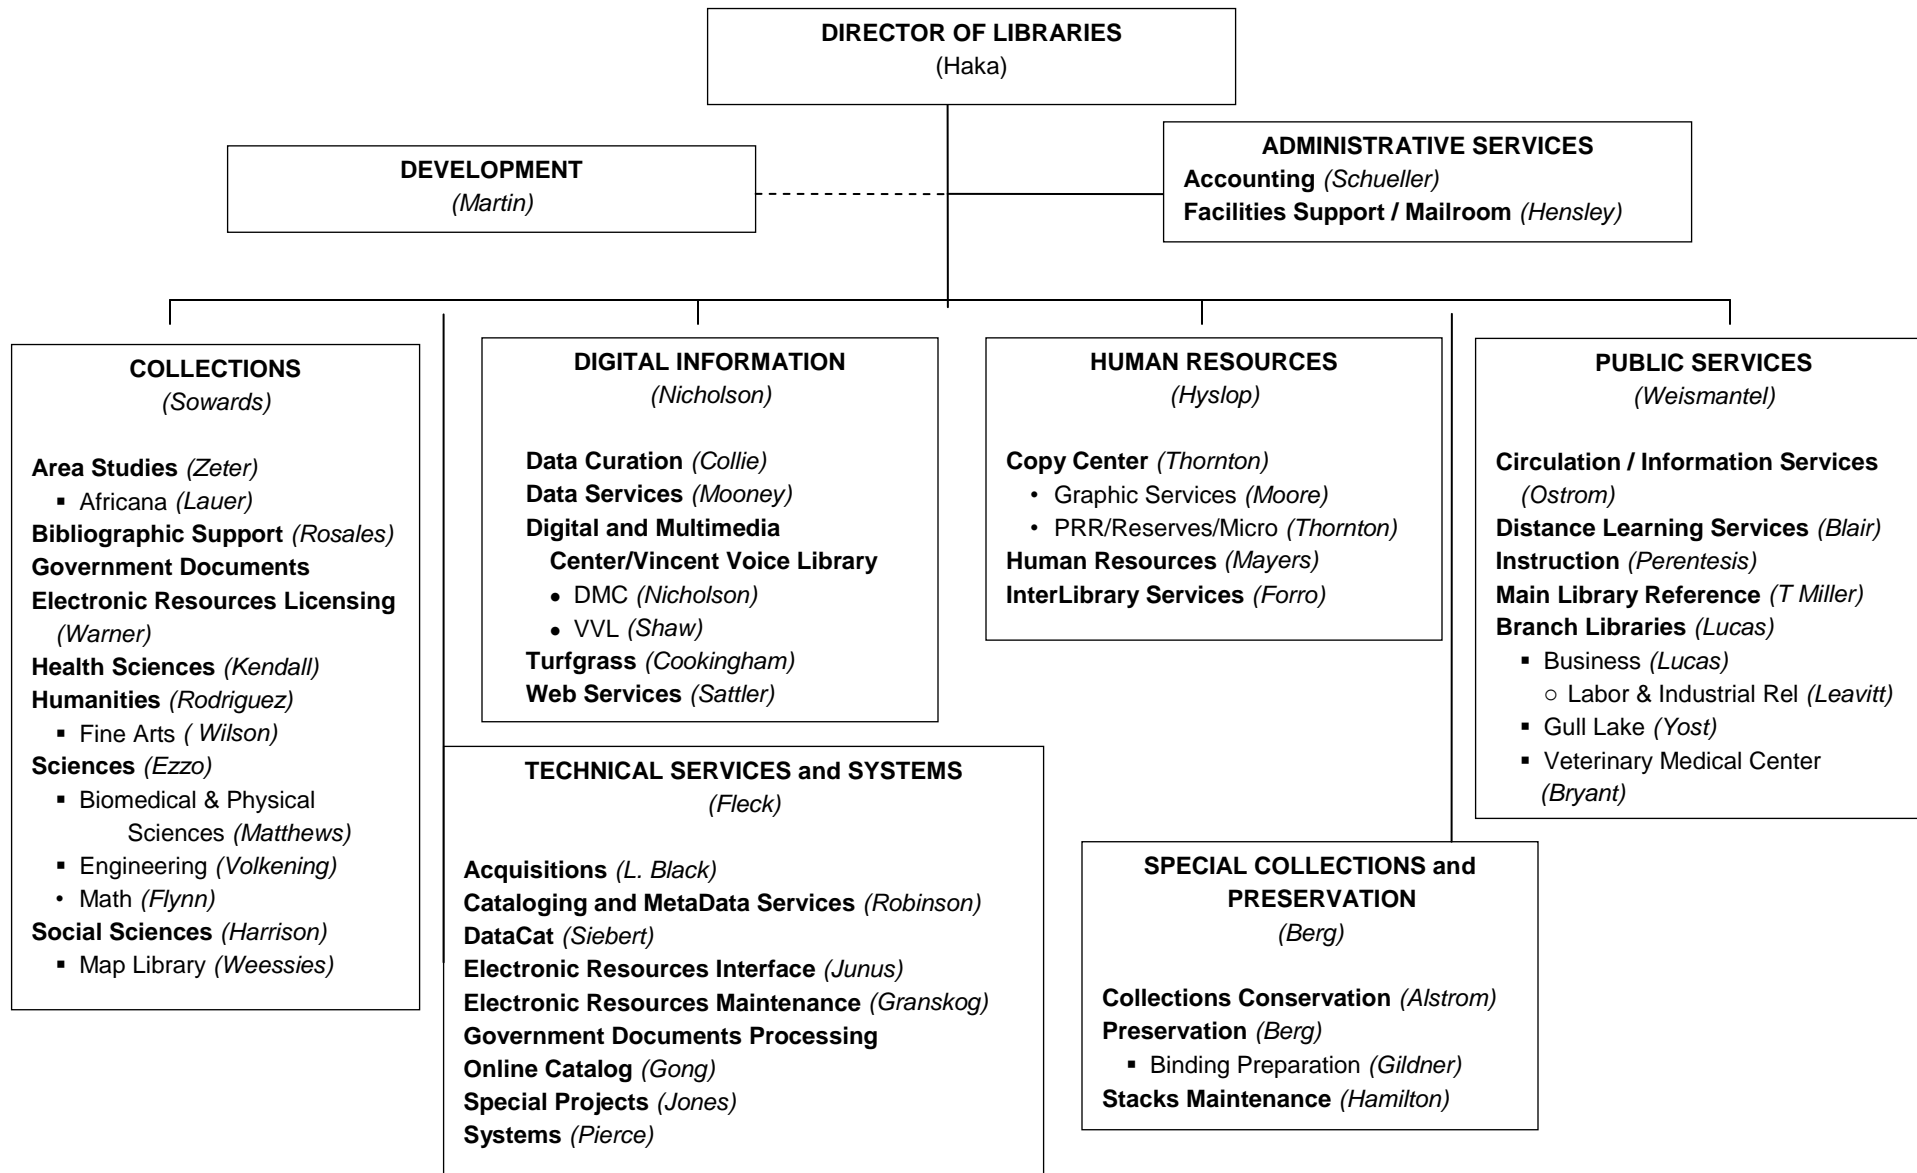 DIRECTOR OF LIBRARIES
(Haka)
DEVELOPMENT
(Martin)
ADMINISTRATIVE SERVICES
Accounting (Schueller)
Facilities Support / Mailroom (Hensley)
COLLECTIONS
(Sowards)
Area Studies (Zeter)
▪ Africana (Lauer)
Bibliographic Support (Rosales)
Government Documents
Electronic Resources Licensing
(Warner)
Health Sciences (Kendall)
Humanities (Rodriguez)
▪ Fine Arts ( Wilson)
Sciences (Ezzo)
▪ Biomedical & Physical
Sciences (Matthews)
▪ Engineering (Volkening)
• Math (Flynn)
Social Sciences (Harrison)
▪ Map Library (Weessies)
DIGITAL INFORMATION
(Nicholson)
Data Curation (Collie)
Data Services (Mooney)
Digital and Multimedia
Center/Vincent Voice Library
• DMC (Nicholson)
• VVL (Shaw)
Turfgrass (Cookingham)
Web Services (Sattler)
TECHNICAL SERVICES and SYSTEMS
(Fleck)
Acquisitions (L. Black)
Cataloging and MetaData Services (Robinson)
DataCat (Siebert)
Electronic Resources Interface (Junus)
Electronic Resources Maintenance (Granskog)
Government Documents Processing
Online Catalog (Gong)
Special Projects (Jones)
Systems (Pierce)
HUMAN RESOURCES
(Hyslop)
Copy Center (Thornton)
• Graphic Services (Moore)
• PRR/Reserves/Micro (Thornton)
Human Resources (Mayers)
InterLibrary Services (Forro)
PUBLIC SERVICES
(Weismantel)
Circulation / Information Services
(Ostrom)
Distance Learning Services (Blair)
Instruction (Perentesis)
Main Library Reference (T Miller)
Branch Libraries (Lucas)
▪ Business (Lucas)
○ Labor & Industrial Rel (Leavitt)
▪ Gull Lake (Yost)
▪ Veterinary Medical Center
(Bryant)
SPECIAL COLLECTIONS and
PRESERVATION
(Berg)
Collections Conservation (Alstrom)
Preservation (Berg)
▪ Binding Preparation (Gildner)
Stacks Maintenance (Hamilton)